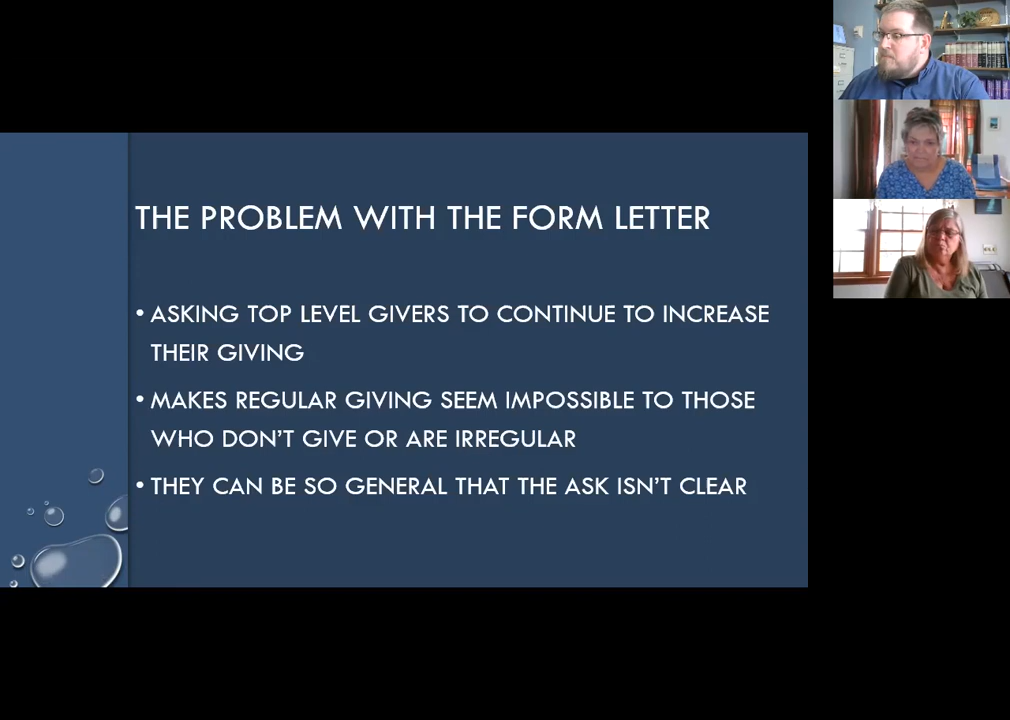 THE PROBLEM WITH THE FORM LETTER
• ASKING TOP LEVEL GIVERS TO CONTINUE TO INCREASE
THEIR GIVING
• MAKES REGULAR GIVING SEEM IMPOSSIBLE TO THOSE
WHO DON'T GIVE OR ARE IRREGULAR
• THEY CAN BE SO GENERAL THAT THE ASK ISN'T CLEAR